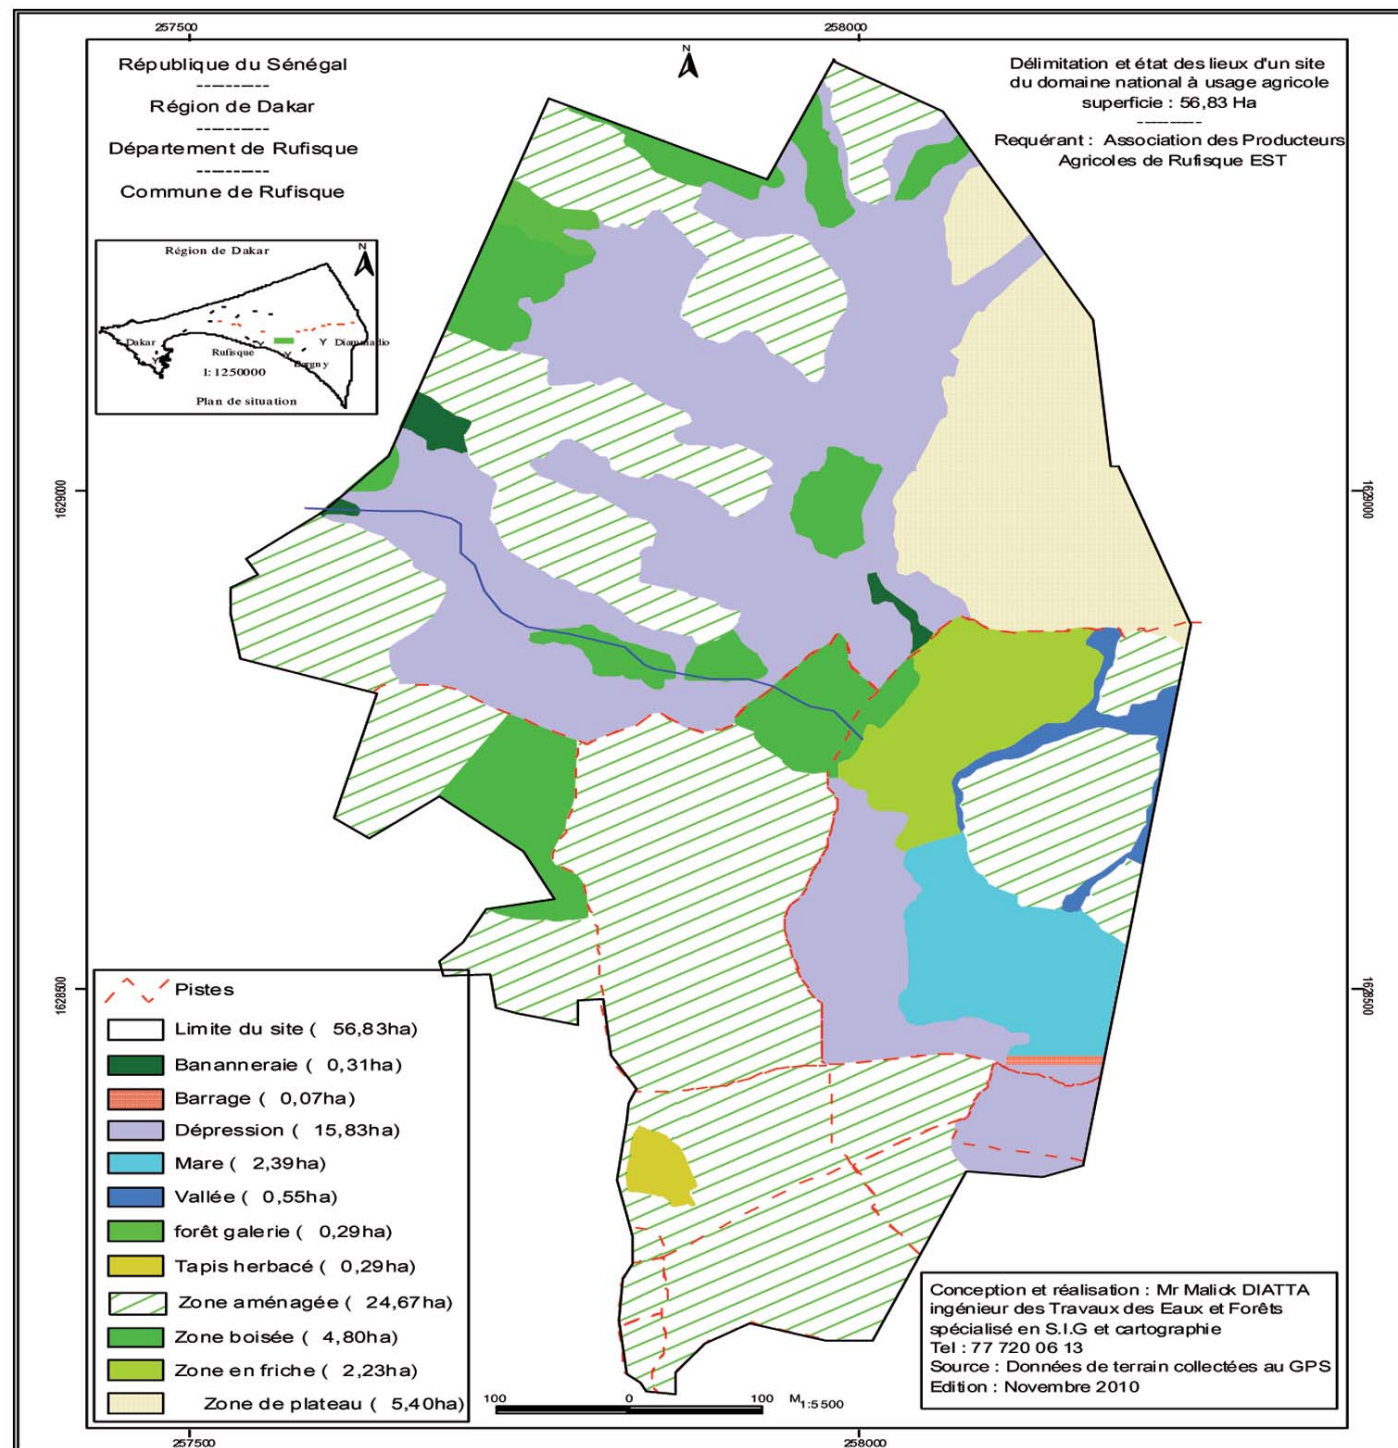 257500
258000
République du Sénégal
----------
Région de Dakar
----------
Département de Rufisque
----------
Commune de Rufisque
N
Délimitation et état des lieux d'un site
du domaine national à usage agricole
superficie : 56,83 Ha
----------
Requérant : Association des Producteurs
Agricoles de Rufisque EST
Région de Dakar
N
Dakar
Rufisque
Bargny
1: 1250000
Plan de situation
1629000
1629000
1628500
1628500
Pistes
Limite du site ( 56,83ha)
Bananneraie ( 0,31ha)
Barrage ( 0,07ha)
Dépression ( 15,83ha)
Mare ( 2,39ha)
Vallée ( 0,55ha)
forêt galerie ( 0,29ha)
Tapis herbacé ( 0,29ha)
Zone aménagée ( 24,67ha)
Zone boisée ( 4,80ha)
Zone en friche ( 2,23ha)
Zone de plateau ( 5,40ha)
100 0 100 M 1:5 500
Conception et réalisation : Mr Malick DIATTA
ingénieur des Travaux des Eaux et Forêts
spécialisé en S.I.G et cartographie
Tel : 77 720 06 13
Source : Données de terrain collectées au GPS
Edition : Novembre 2010
257500
258000